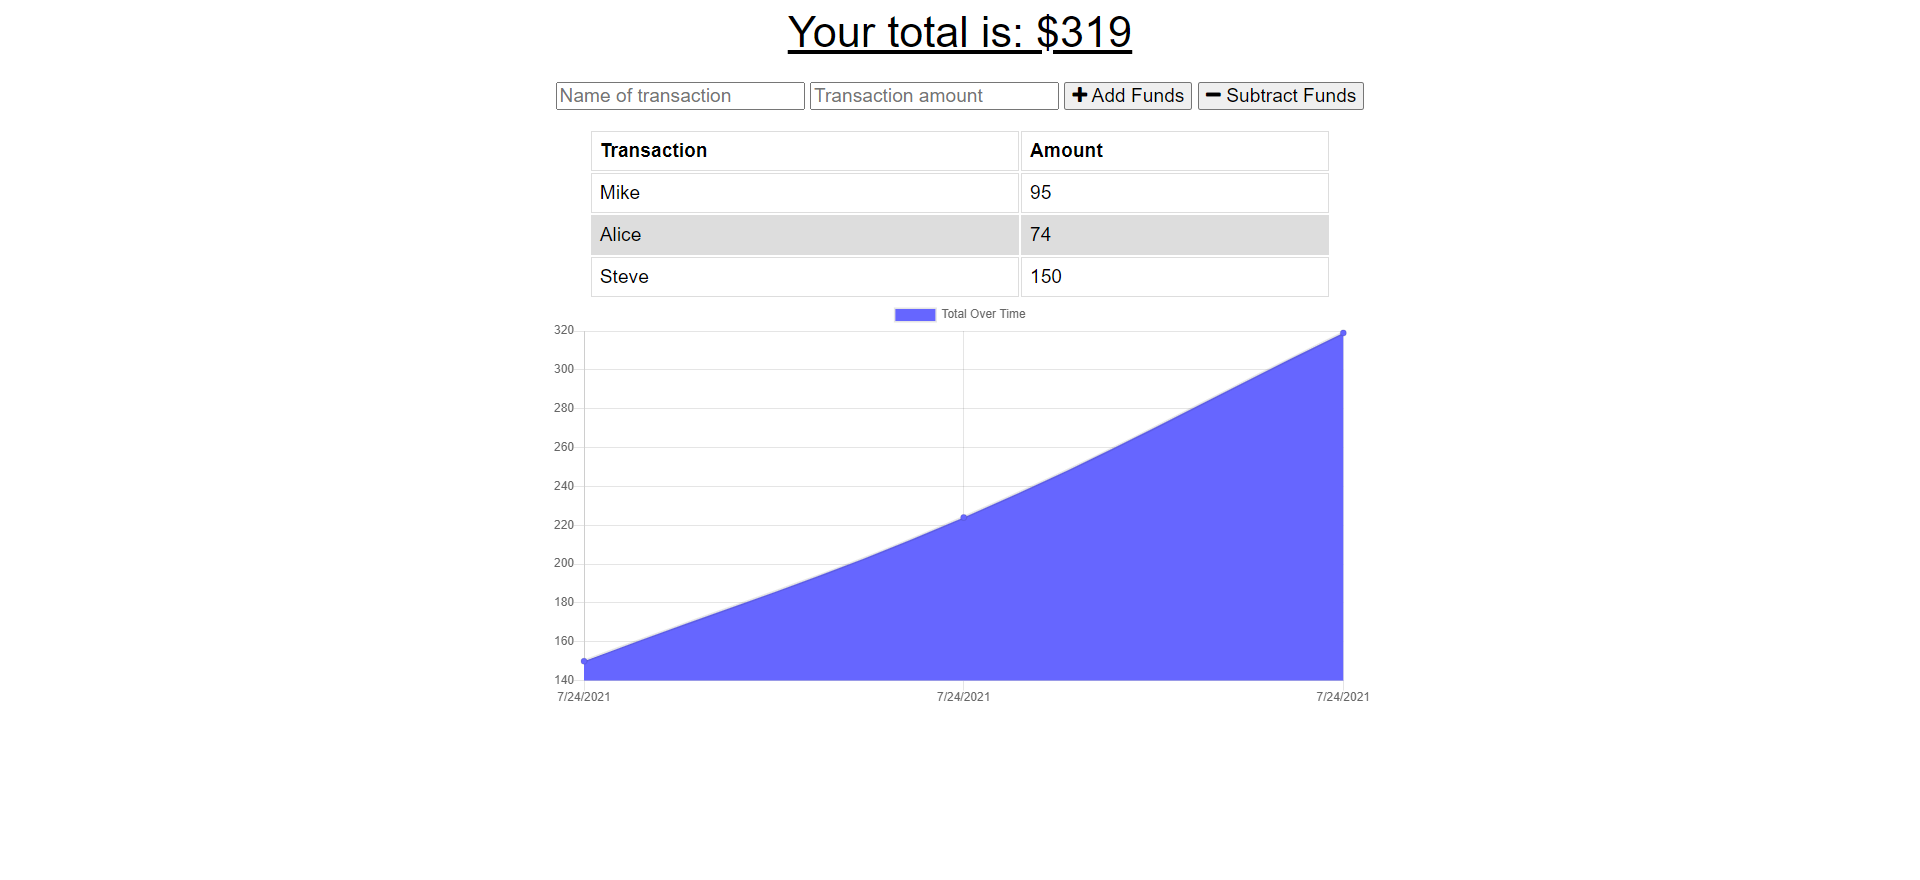 Your total is: $319
Name of transaction Transaction amount Add Funds Subtract Funds
Transaction Amount
Mike 95
Alice 74
Steve 150
Total Over Time
320
300
280
260
240
220
200
180
160
140
7/24/2021 7/24/2021 7/24/2021